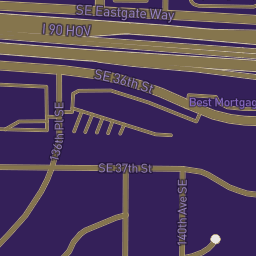 SE Eastgate Way
I 90 HOV
SE 36th St
Best Mortgag
136th Pl SE
SE 37th St
140th Ave SE